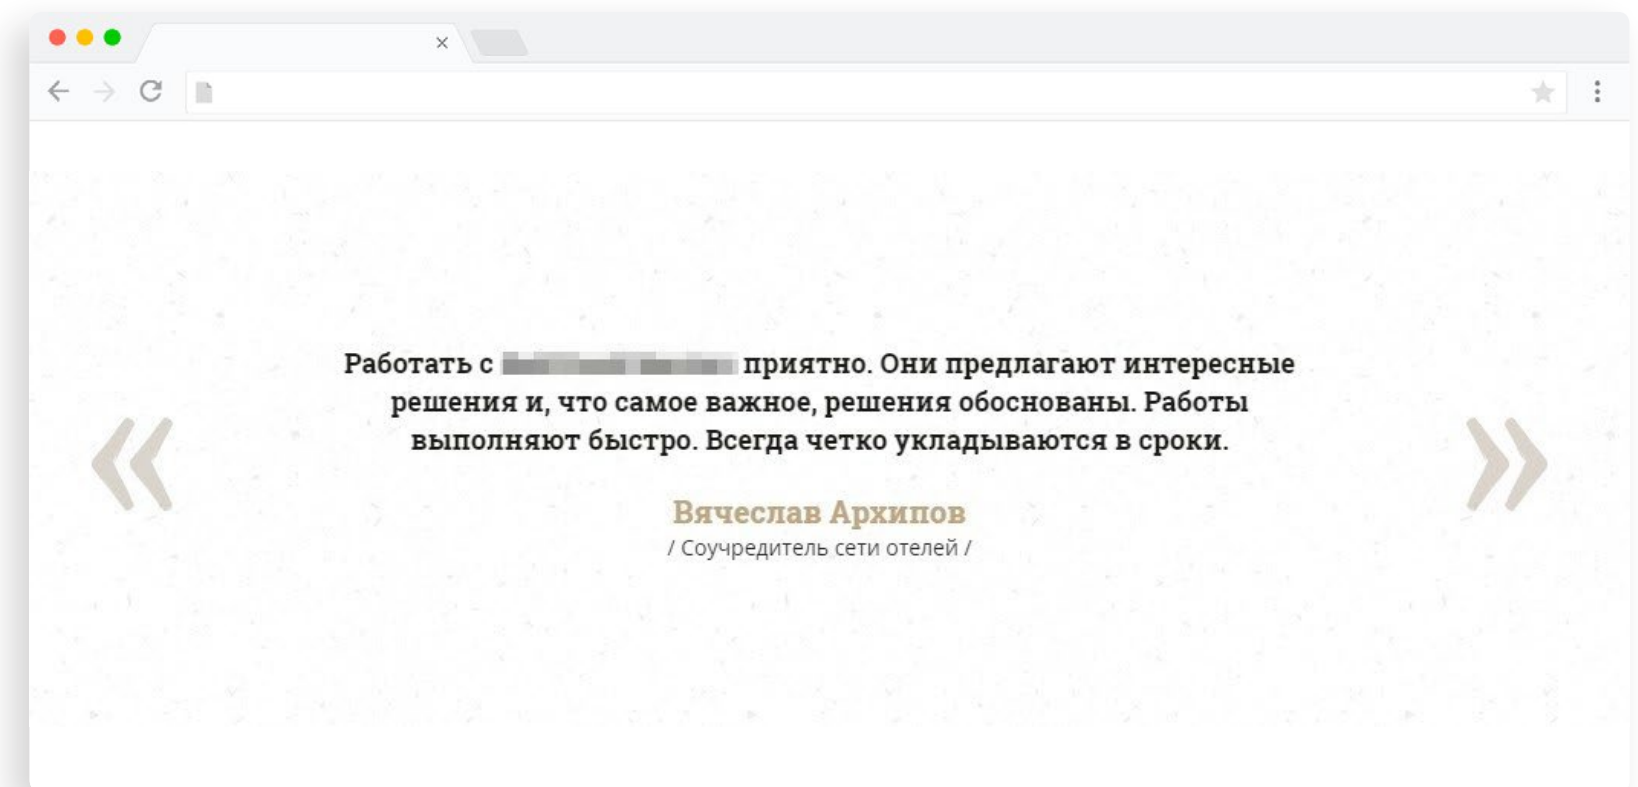 Работать с приятно. Они предлагают интересные
решения и, что самое важное, решения обоснованы. Работы
выполняют быстро. Всегда четко укладываются в сроки.
Вячеслав Архипов
/ Соучредитель сети отелей /